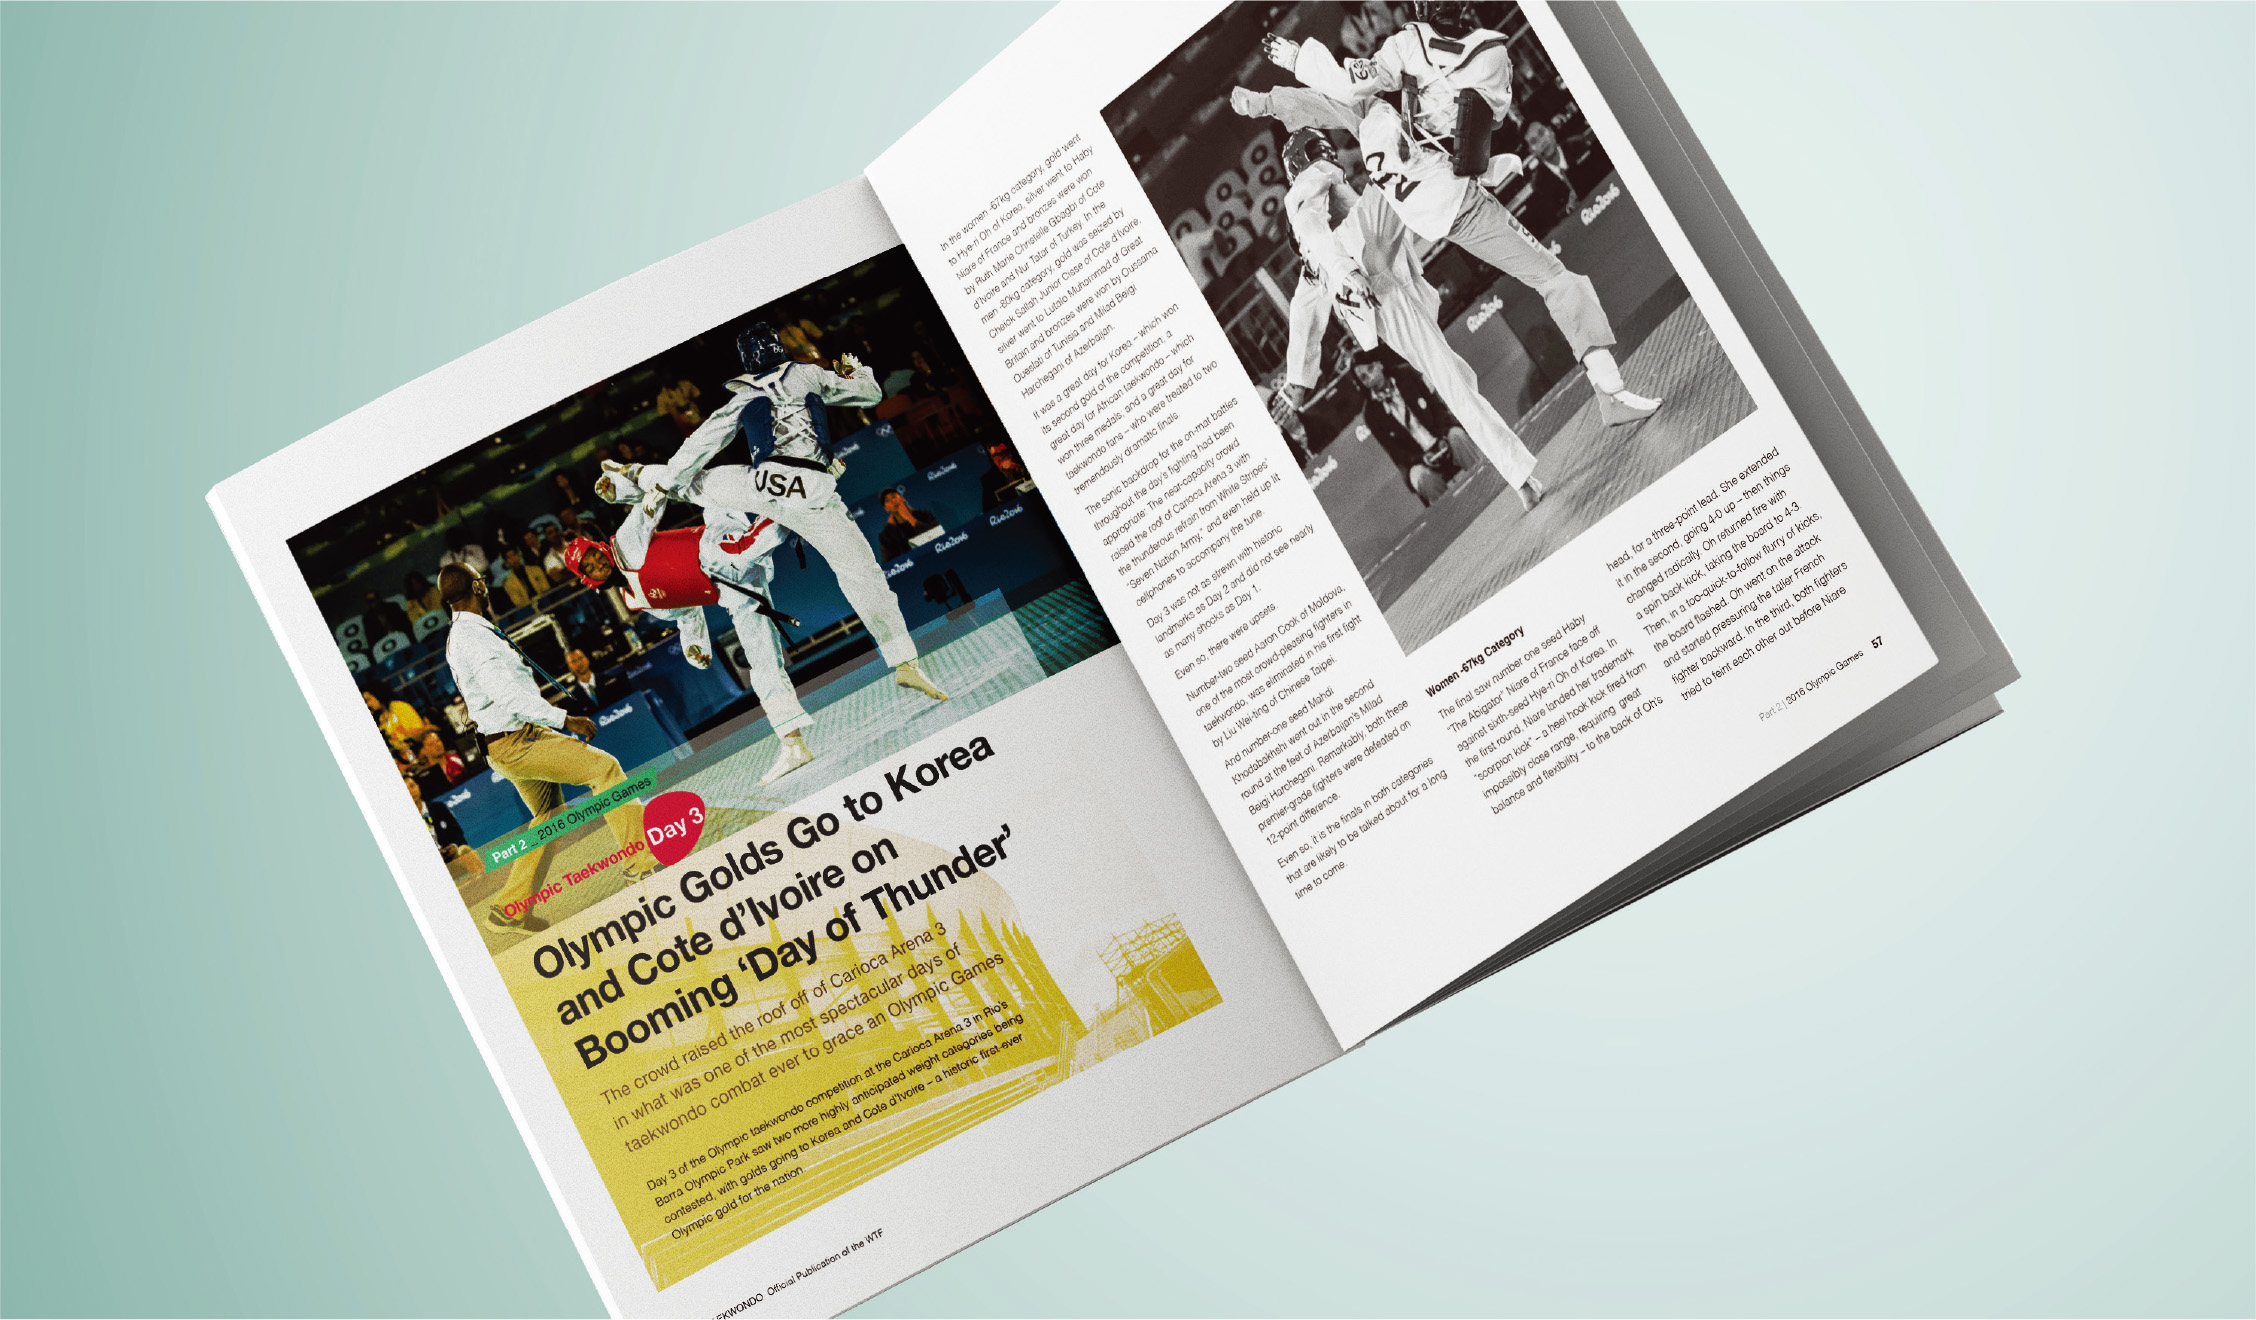 USA
Rio2016
Rio2016
Rio2016
Rio2016
Part 2 _ 2016 Olympic Games
Olympic Taekwondo Day 3
Olympic Golds Go to Korea
and Cote d'Ivoire on
Booming ‘Day of Thunder’
The crowd raised the roof off of Carioca Arena 3
in what was one of the most spectacular days of
taekwondo combat ever to grace an Olympic Games
Day 3 of the Olympic taekwondo competition at the Carioca Arena 3 in Rio's
Barra Olympic Park saw two more highly anticipated weight categories being
contested, with golds going to Korea and Cote d'Ivoire – a historic first-ever
Olympic gold for the nation.
EKWONDO Official Publication of the WTF
In the women -67kg category, gold went
to Hye-ri Oh of Korea, silver went to Haby
Niare of France and bronzes were won
by Ruth Marie Christelle Gbagbi of Cote
d'Ivoire and Nur Tatar of Turkey. In the
men -80kg category, gold was seized by
Cheick Sallah Junior Cisse of Cote d'Ivoire,
silver went to Lutalo Muhammad of Great
Britain and bronzes were won by Oussama
Oueslati of Tunisia and Milad Beigi
Harchegani of Azerbaijan.
It was a great day for Korea – which won
its second gold of the competition, a
great day for African taekwondo – which
won three medals, and a great day for
taekwondo fans – who were treated to two
tremendously dramatic finals.
The sonic backdrop for the on-mat battles
throughout the day's fighting had been
appropriate: The near-capacity crowd
raised the roof of Carioca Arena 3 with
the thunderous refrain from White Stripes'
“Seven Nation Army,” and even held up lit
cellphones to accompany the tune.
Day 3 was not as strewn with historic
landmarks as Day 2 and did not see nearly
as many shocks as Day 1.
Even so, there were upsets.
Number-two seed Aaron Cook of Moldova,
one of the most crowd-pleasing fighters in
taekwondo, was eliminated in his first fight
by Liu Wei-ting of Chinese Taipei.
And number-one seed Mahdi
Khodabakhshi went out in the second
round at the feet of Azerbaijan's Milad
Beigi Harchegani. Remarkably, both these
premier-grade fighters were defeated on
12-point difference.
Even so, it is the finals in both categories
that are likely to be talked about for a long
time to come.
Rio2016
Rio2016
Rio2016
Women -67kg Category
The final saw number one seed Haby
“The Abigator” Niare of France face off
against sixth-seed Hye-ri Oh of Korea. In
the first round, Niare landed her trademark
“scorpion kick” – a heel hook kick fired from
impossibly close range, requiring great
balance and flexibility – to the back of Oh's
head, for a three-point lead. She extended
it in the second, going 4-0 up – then things
changed radically. Oh returned fire with
a spin back kick, taking the board to 4-3.
Then, in a too-quick-to-follow flurry of kicks,
the board flashed. Oh went on the attack
and started pressuring the taller French
fighter backward. In the third, both fighters
tried to feint each other out before Niare
Part 2 | 2016 Olympic Games 57